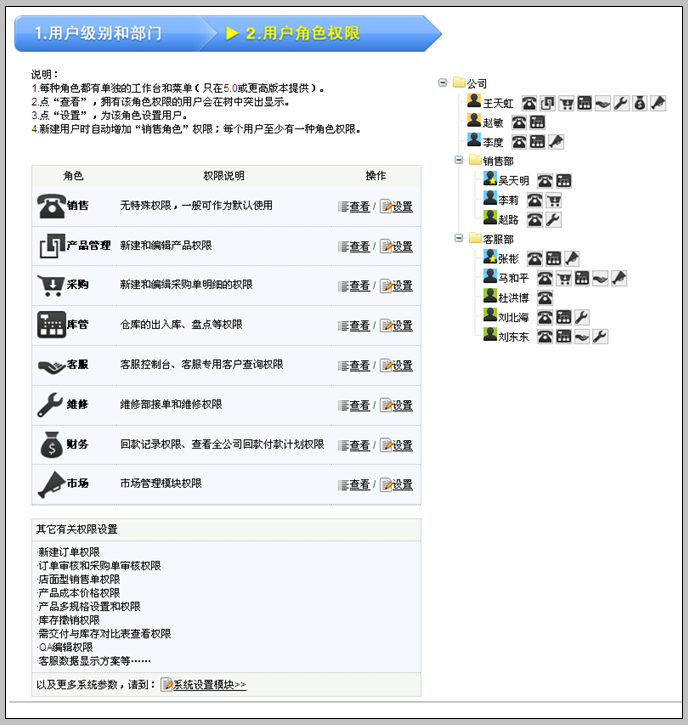 1.用户级别和部门
2.用户角色权限
说明：
1.每种角色都有单独的工作台和菜单（只在5.0或更高版本提供）。
2.点“查看”，拥有该角色权限的用户会在树中突出显示。
3.点“设置”，为该角色设置用户。
4.新建用户时自动增加“销售角色”权限；每个用户至少有一种角色权限。
角色 权限说明 操作
销售 无特殊权限，一般可作为默认使用 查看 / 设置
产品管理 新建和编辑产品权限 查看 / 设置
采购 新建和编缉采购单明细的权限 查看 / 设置
库管 仓库的出入库、盘点等权限 查看 / 设置
客服 客服控制台、客服专用客户查询权限 查看 / 设置
维修 维修部接单和维修权限 查看 / 设置
财务 回款记录权限、查看全公司回款付款计划权限 查看 / 设置
市场 市场管理模块权限 查看 / 设置
其它有关权限设置
·新建订单权限
·订单审核和采购单审核权限
·店面型销售单权限
·产品成本价格权限
·产品多规格设置和权限
·库存撤销权限
·需交付与库存对比表查看权限
·QA编辑权限
·客服数据显示方案等……
以及更多系统参数，请到： 系统设置模块>>
公司
王天虹
赵敏
李度
销售部
吴天明
李莉
赵路
客服部
张彬
马和平
杜洪博
刘北海
刘东东